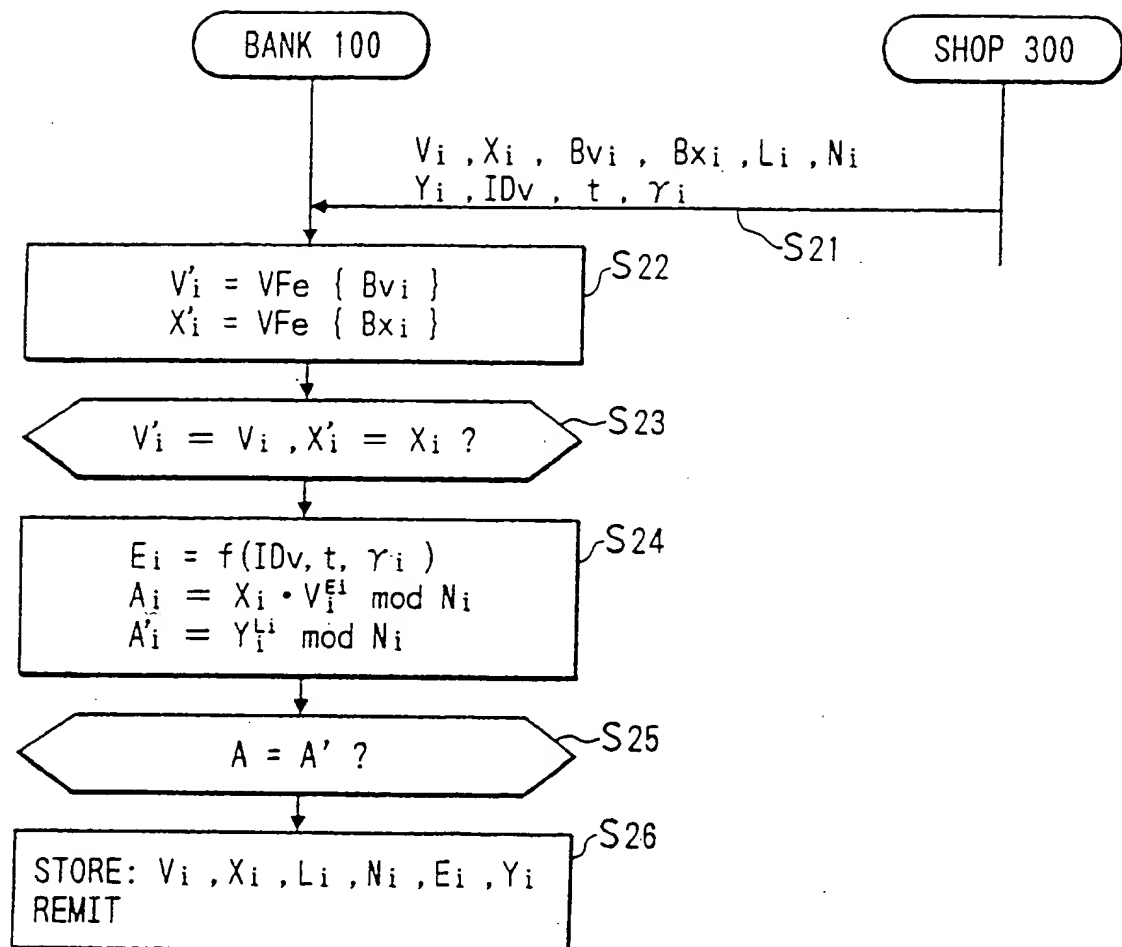 BANK 100
SHOP 300
Vi , Xi , Bvi , Bxi , Li , Ni
Yi , IDv , t , γi
S21
S22
V'i = VFe { Bvi }
X'i = VFe { Bxi }
S23
V'i = Vi , X'i = Xi ?
S24
Ei = f(IDv, t, γi)
Ai = Xi · Vi^Ei mod Ni
A'i = Yi^Li mod Ni
S25
A = A' ?
S26
STORE: Vi , Xi , Li , Ni , Ei , Yi
REMIT